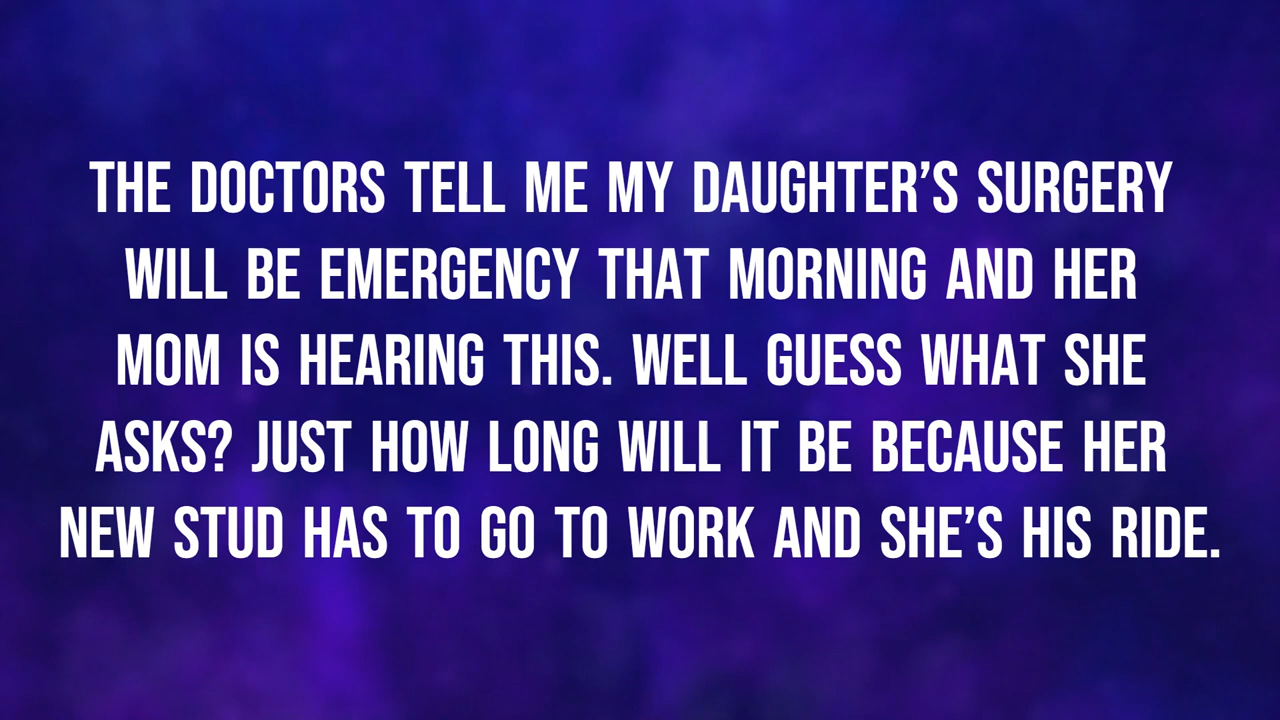 THE DOCTORS TELL ME MY DAUGHTER’S SURGERY
WILL BE EMERGENCY THAT MORNING AND HER
MOM IS HEARING THIS. WELL GUESS WHAT SHE
ASKS? JUST HOW LONG WILL IT BE BECAUSE HER
NEW STUD HAS TO GO TO WORK AND SHE’S HIS RIDE.